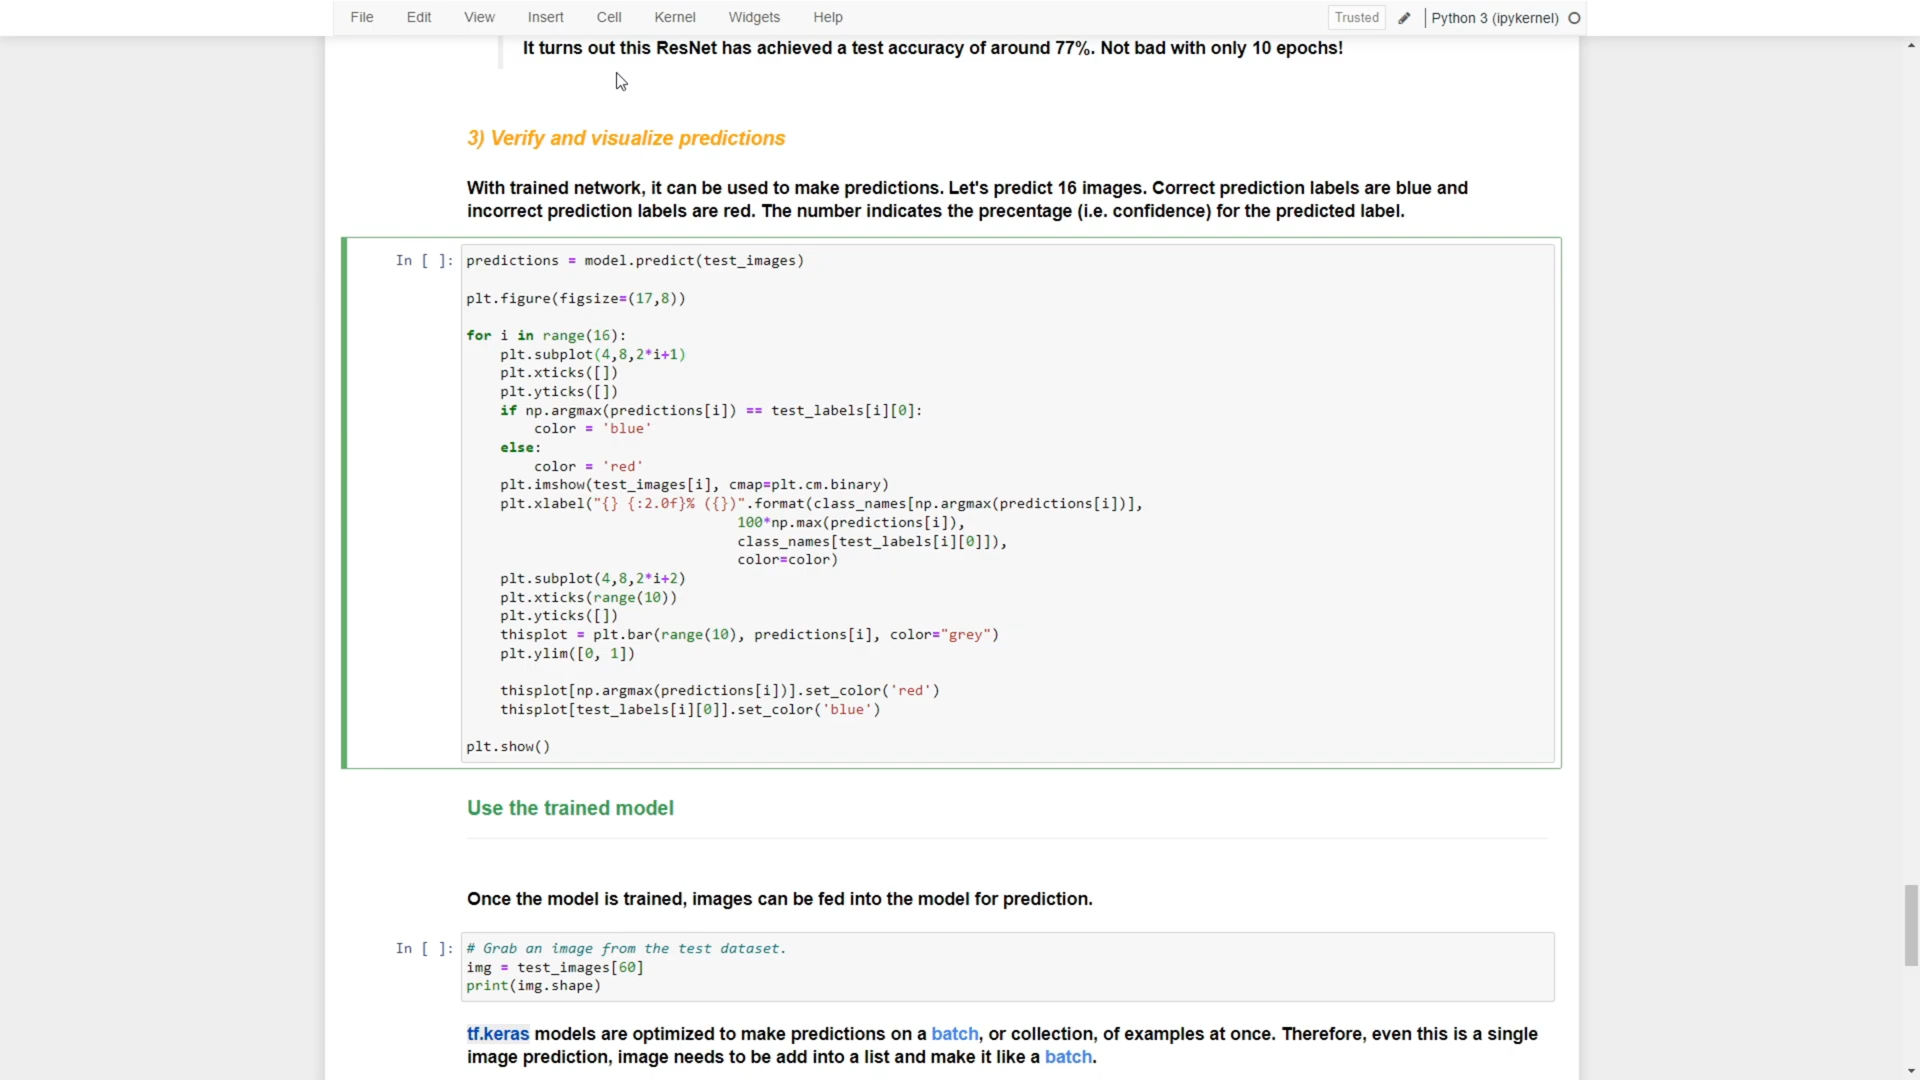 File Edit View Insert Cell Kernel Widgets Help Trusted Python 3 (ipykernel)
It turns out this ResNet has achieved a test accuracy of around 77%. Not bad with only 10 epochs!
3) Verify and visualize predictions
With trained network, it can be used to make predictions. Let's predict 16 images. Correct prediction labels are blue and
incorrect prediction labels are red. The number indicates the precentage (i.e. confidence) for the predicted label.
In [ ]: predictions = model.predict(test_images)
plt.figure(figsize=(17,8))
for i in range(16):
    plt.subplot(4,8,2*i+1)
    plt.xticks([])
    plt.yticks([])
    if np.argmax(predictions[i]) == test_labels[i][0]:
        color = 'blue'
    else:
        color = 'red'
    plt.imshow(test_images[i], cmap=plt.cm.binary)
    plt.xlabel("{} {:2.0f}% ({})".format(class_names[np.argmax(predictions[i])],
                                100*np.max(predictions[i]),
                                class_names[test_labels[i][0]]),
                                color=color)
    plt.subplot(4,8,2*i+2)
    plt.xticks(range(10))
    plt.yticks([])
    thisplot = plt.bar(range(10), predictions[i], color="grey")
    plt.ylim([0, 1])
    thisplot[np.argmax(predictions[i])].set_color('red')
    thisplot[test_labels[i][0]].set_color('blue')
plt.show()
Use the trained model
Once the model is trained, images can be fed into the model for prediction.
In [ ]: # Grab an image from the test dataset.
img = test_images[60]
print(img.shape)
tf.keras models are optimized to make predictions on a batch, or collection, of examples at once. Therefore, even this is a single
image prediction, image needs to be add into a list and make it like a batch.